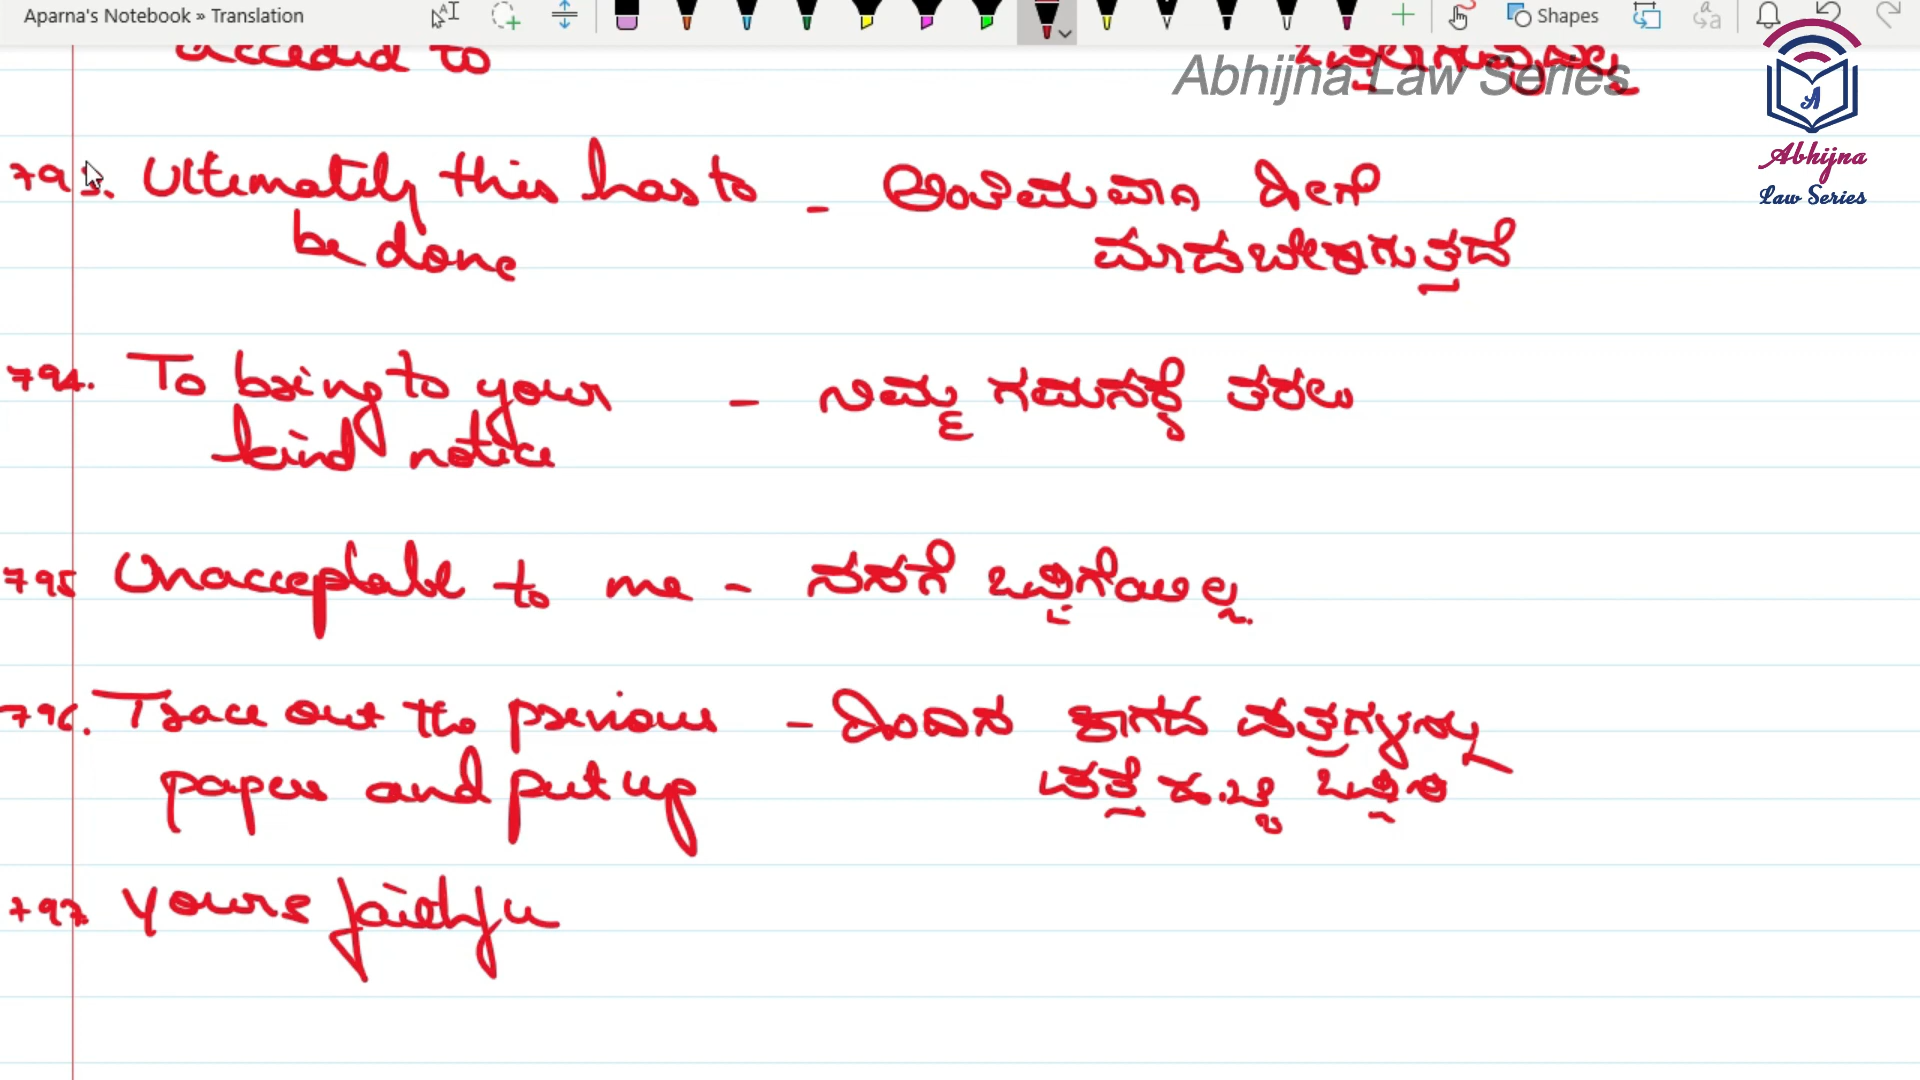 Aparna's Notebook » Translation
Shapes
acceded to
Abhijna Law Series
Abhijna
Law Series
793. Ultimately this has to - ಅಂತಿಮವಾಗಿ ಹೀಗೆ
be done ಮಾಡಬೇಕಾಗುತ್ತದೆ
794. To bring to your - ನಿಮ್ಮ ಗಮನಕ್ಕೆ ತರಲು
kind notice
795 Unacceptable to me - ನನಗೆ ಒಪ್ಪಿಗೆಯಿಲ್ಲ.
796. Trace out the previous - ಹಿಂದಿನ ಕಾಗದ ಪತ್ರಗಳನ್ನು
papers and put up ಪತ್ತೆ ಹಚ್ಚಿ ಒಪ್ಪಿಸಿ
797 Yours faithfu